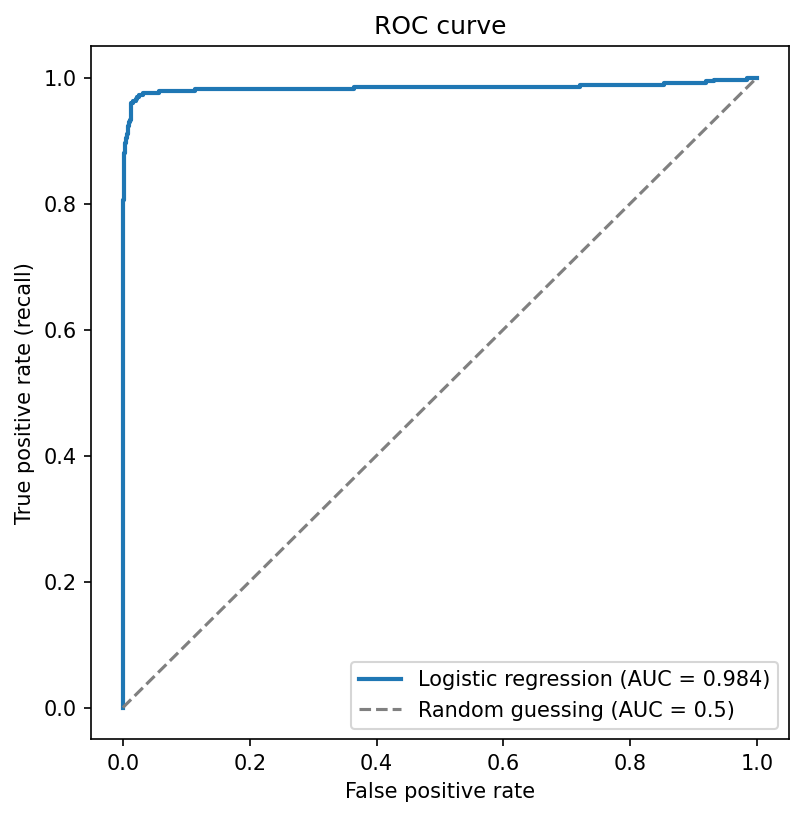 ROC curve
True positive rate (recall)
1.0
0.8
0.6
0.4
0.2
0.0
Logistic regression (AUC = 0.984)
Random guessing (AUC = 0.5)
0.0 0.2 0.4 0.6 0.8 1.0
False positive rate